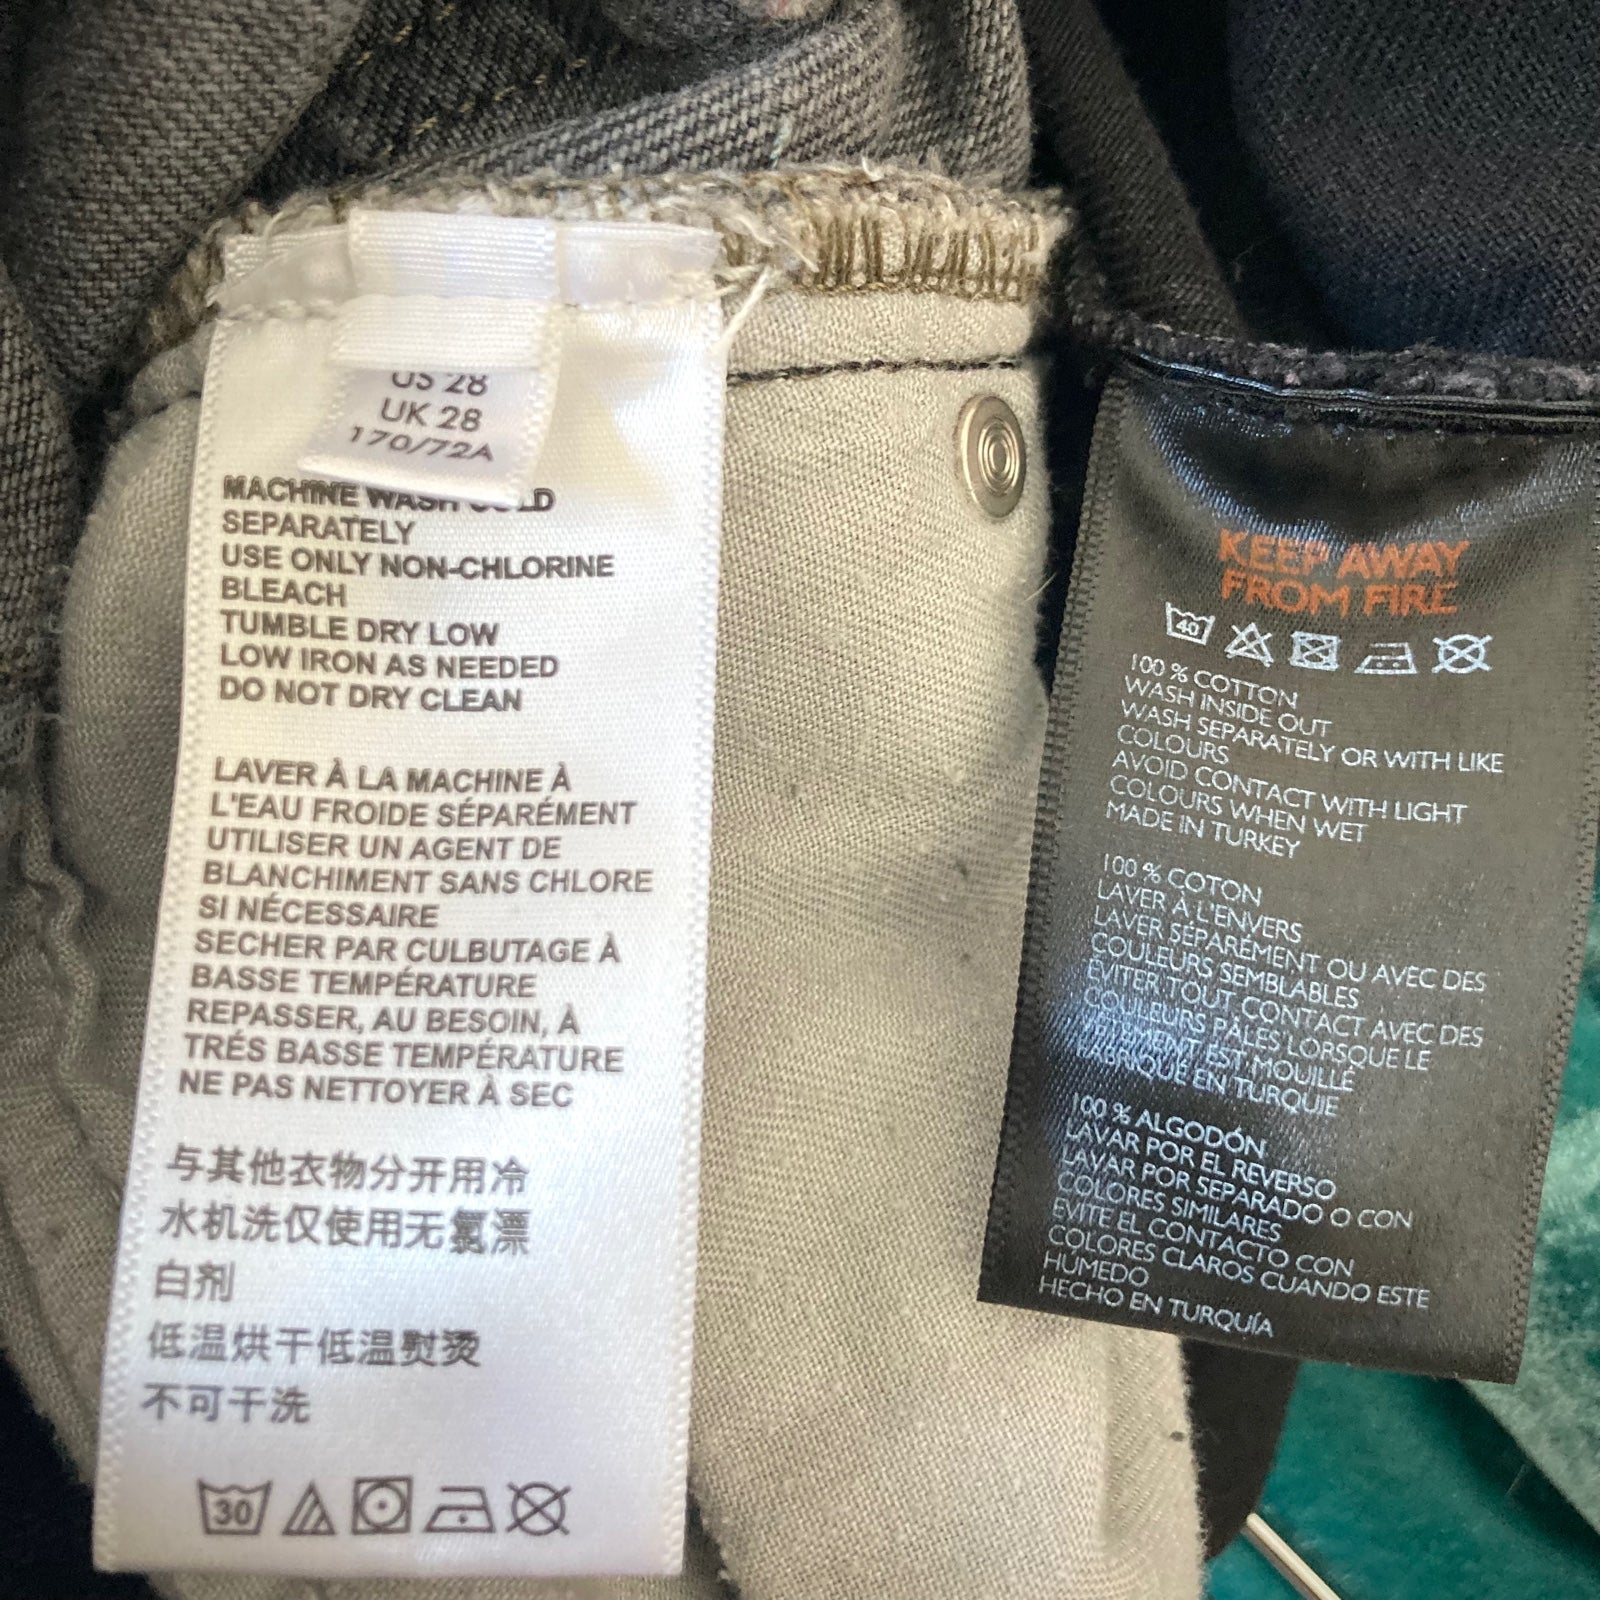 US 28
UK 28
170/72A
MACHINE WASH COLD
SEPARATELY
USE ONLY NON-CHLORINE
BLEACH
TUMBLE DRY LOW
LOW IRON AS NEEDED
DO NOT DRY CLEAN
LAVER À LA MACHINE À
L'EAU FROIDE SÉPARÉMENT
UTILISER UN AGENT DE
BLANCHIMENT SANS CHLORE
SI NÉCESSAIRE
SECHER PAR CULBUTAGE À
BASSE TEMPÉRATURE
REPASSER, AU BESOIN, À
TRÉS BASSE TEMPÉRATURE
NE PAS NETTOYER À SEC
与其他衣物分开用冷
水机洗仅使用无氯漂
白剂
低温烘干低温熨烫
不可干洗
30
KEEP AWAY
FROM FIRE
40
100 % COTTON
WASH INSIDE OUT
WASH SEPARATELY OR WITH LIKE
COLOURS
AVOID CONTACT WITH LIGHT
COLOURS WHEN WET
MADE IN TURKEY
100 % COTON
LAVER À L'ENVERS
LAVER SÉPARÉMENT OU AVEC DES
COULEURS SEMBLABLES
ÉVITER TOUT CONTACT AVEC DES
COULEURS PÂLES LORSQUE LE
VÊTEMENT EST MOUILLÉ
FABRIQUÉ EN TURQUIE
100 % ALGODÓN
LAVAR POR EL REVERSO
LAVAR POR SEPARADO O CON
COLORES SIMILARES
EVITE EL CONTACTO CON
COLORES CLAROS CUANDO ESTE
HÚMEDO
HECHO EN TURQUÍA